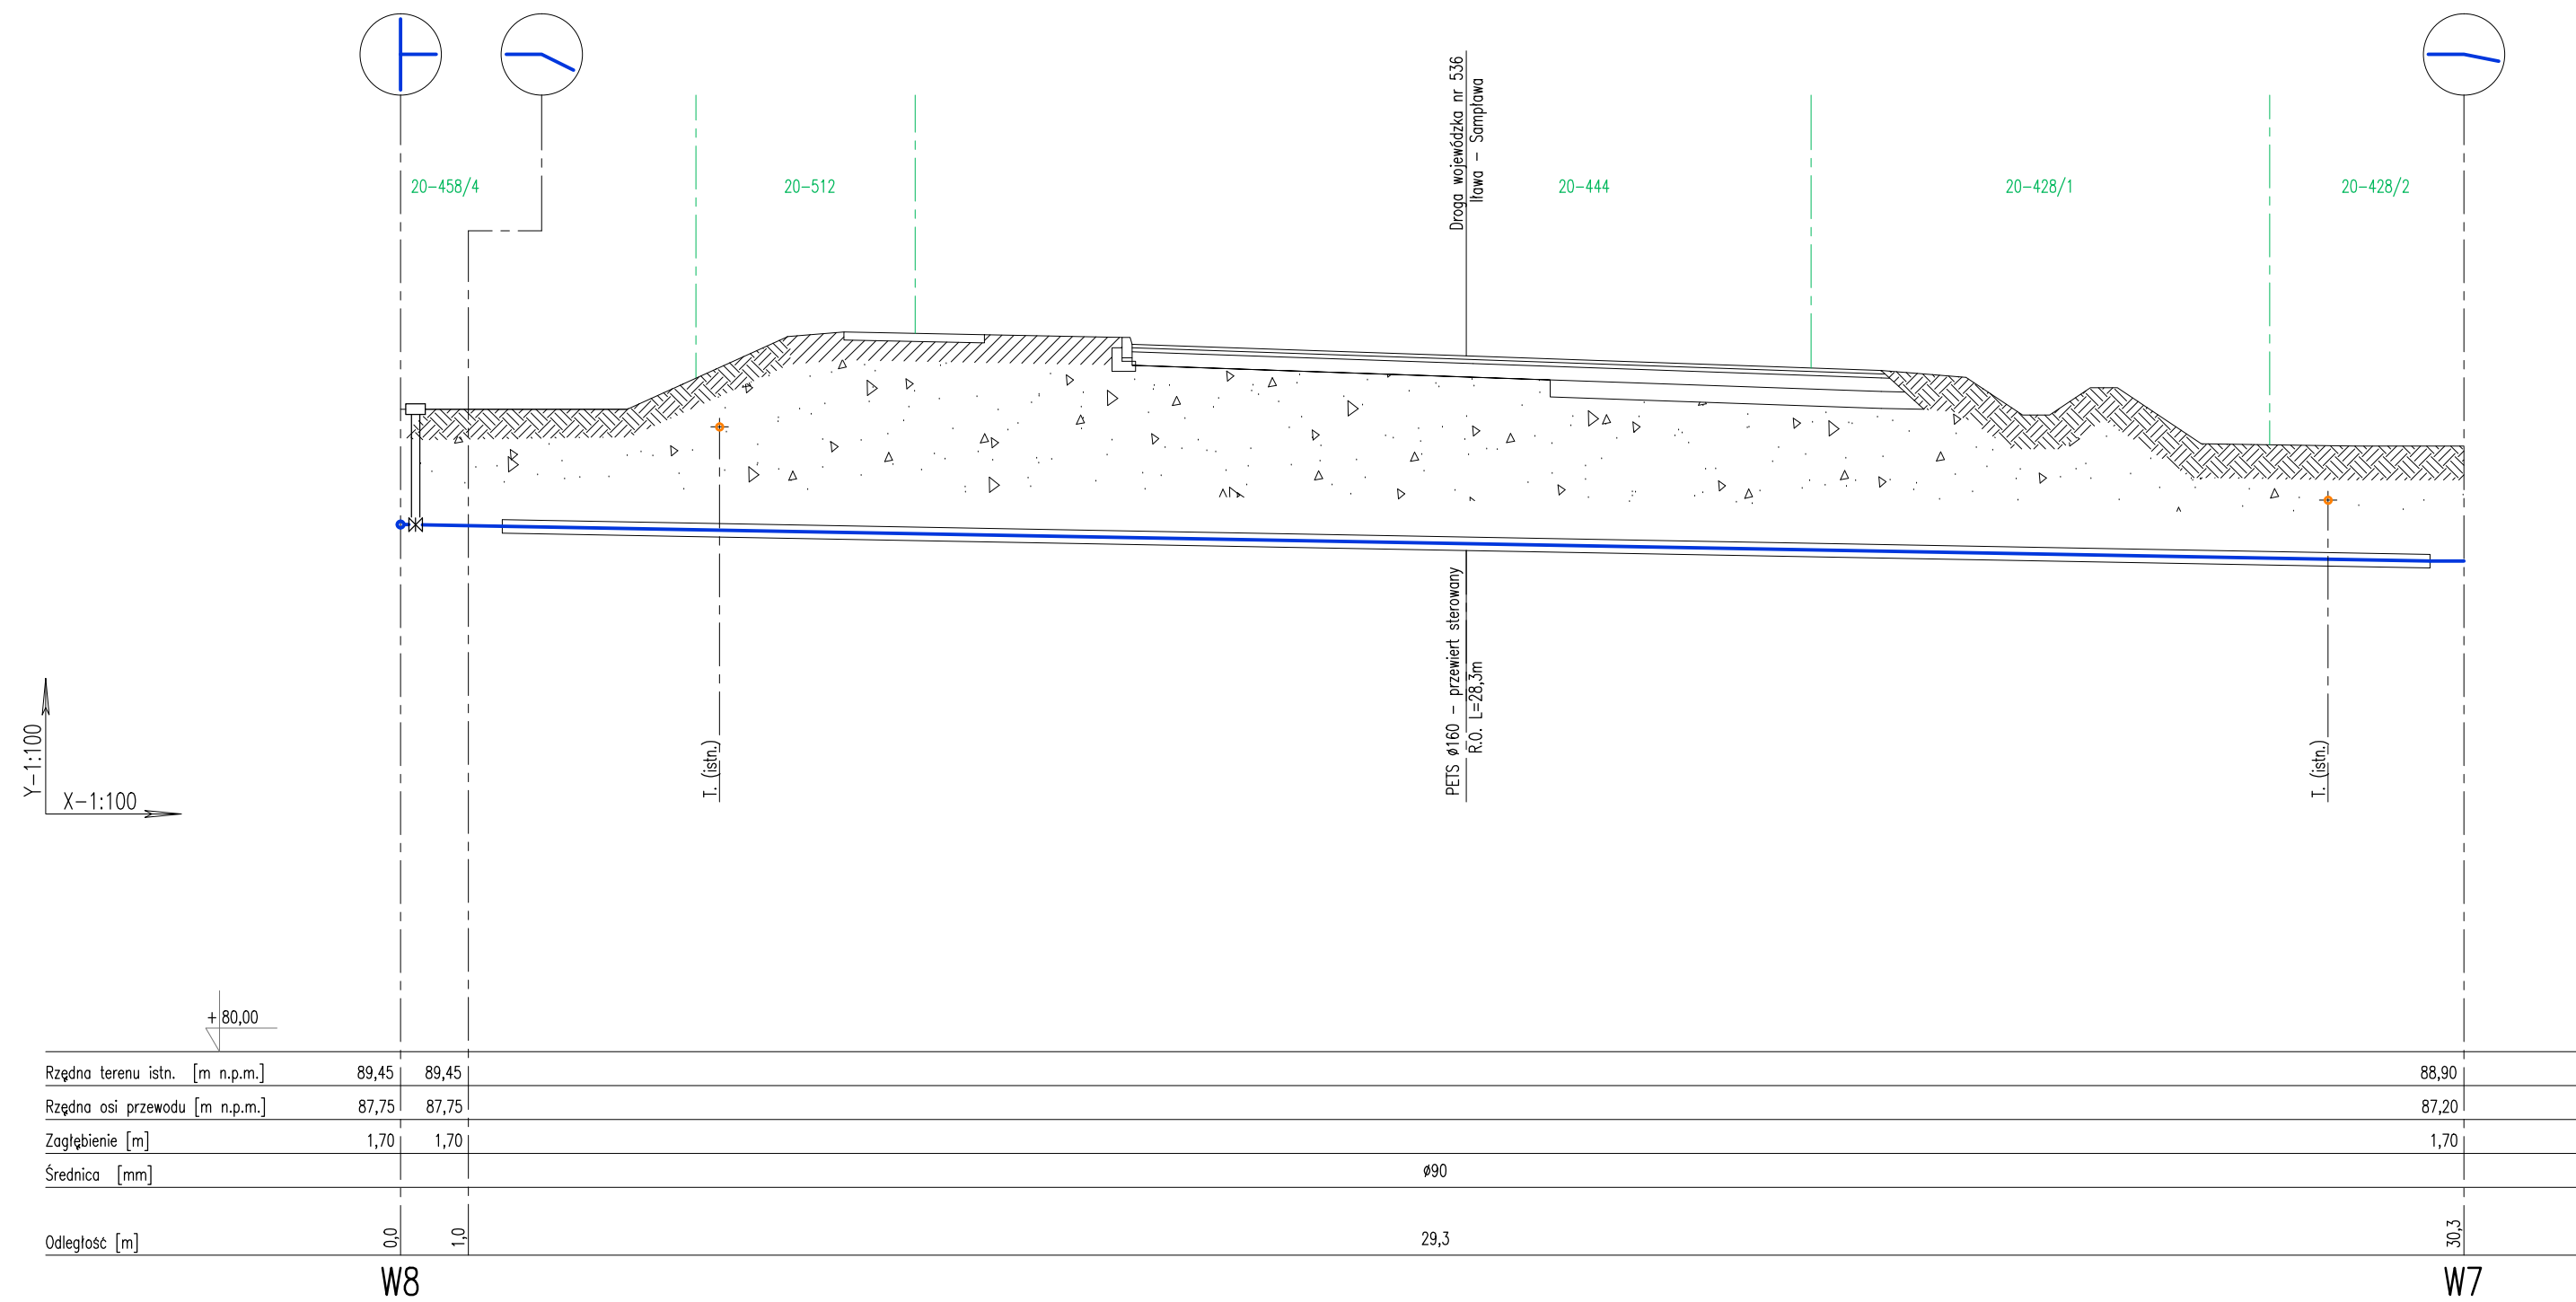 20-458/4
20-512
Droga wojewódzka nr 536
Iława - Sampława
20-444
20-428/1
20-428/2
Y-1:100
X-1:100
T. (istn.)
PETS ø160 - przewiert sterowany
R.O. L=28,3m
T. (istn.)
+80,00
Rzędna terenu istn. [m n.p.m.] 89,45 89,45 88,90
Rzędna osi przewodu [m n.p.m.] 87,75 87,75 87,20
Zagłębienie [m] 1,70 1,70 1,70
Średnica [mm] ø90
Odległość [m] 0,0 1,0 29,3 30,3
W8 W7